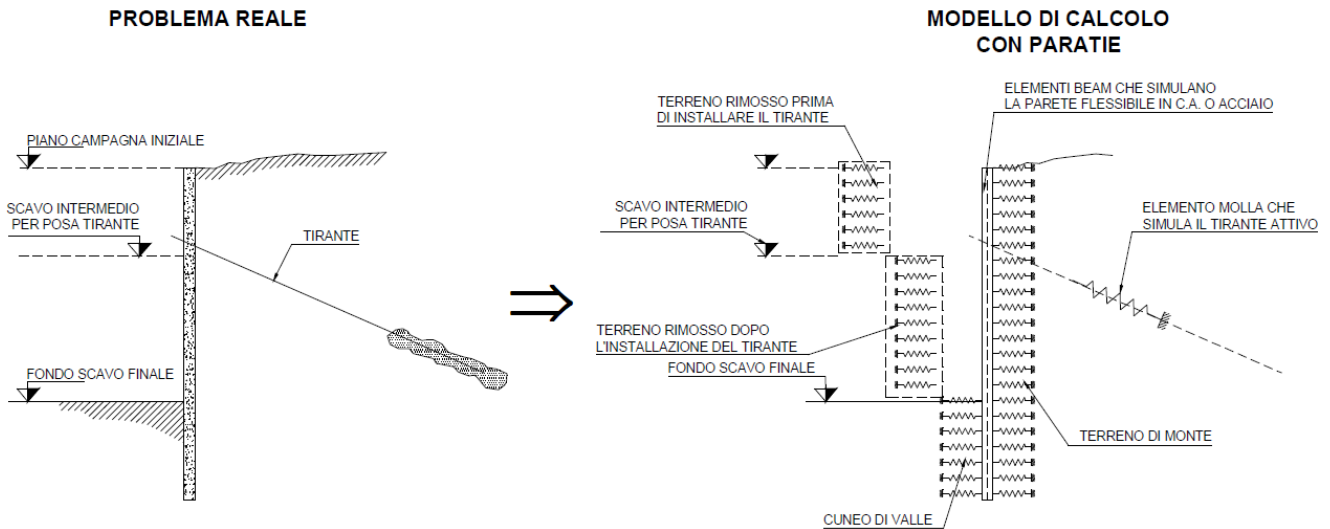 PROBLEMA REALE
PIANO CAMPAGNA INIZIALE
SCAVO INTERMEDIO
PER POSA TIRANTE
TIRANTE
FONDO SCAVO FINALE
MODELLO DI CALCOLO
CON PARATIE
TERRENO RIMOSSO PRIMA
DI INSTALLARE IL TIRANTE
ELEMENTI BEAM CHE SIMULANO
LA PARETE FLESSIBILE IN C.A. O ACCIAIO
SCAVO INTERMEDIO
PER POSA TIRANTE
ELEMENTO MOLLA CHE
SIMULA IL TIRANTE ATTIVO
TERRENO RIMOSSO DOPO
L'INSTALLAZIONE DEL TIRANTE
FONDO SCAVO FINALE
TERRENO DI MONTE
CUNEO DI VALLE